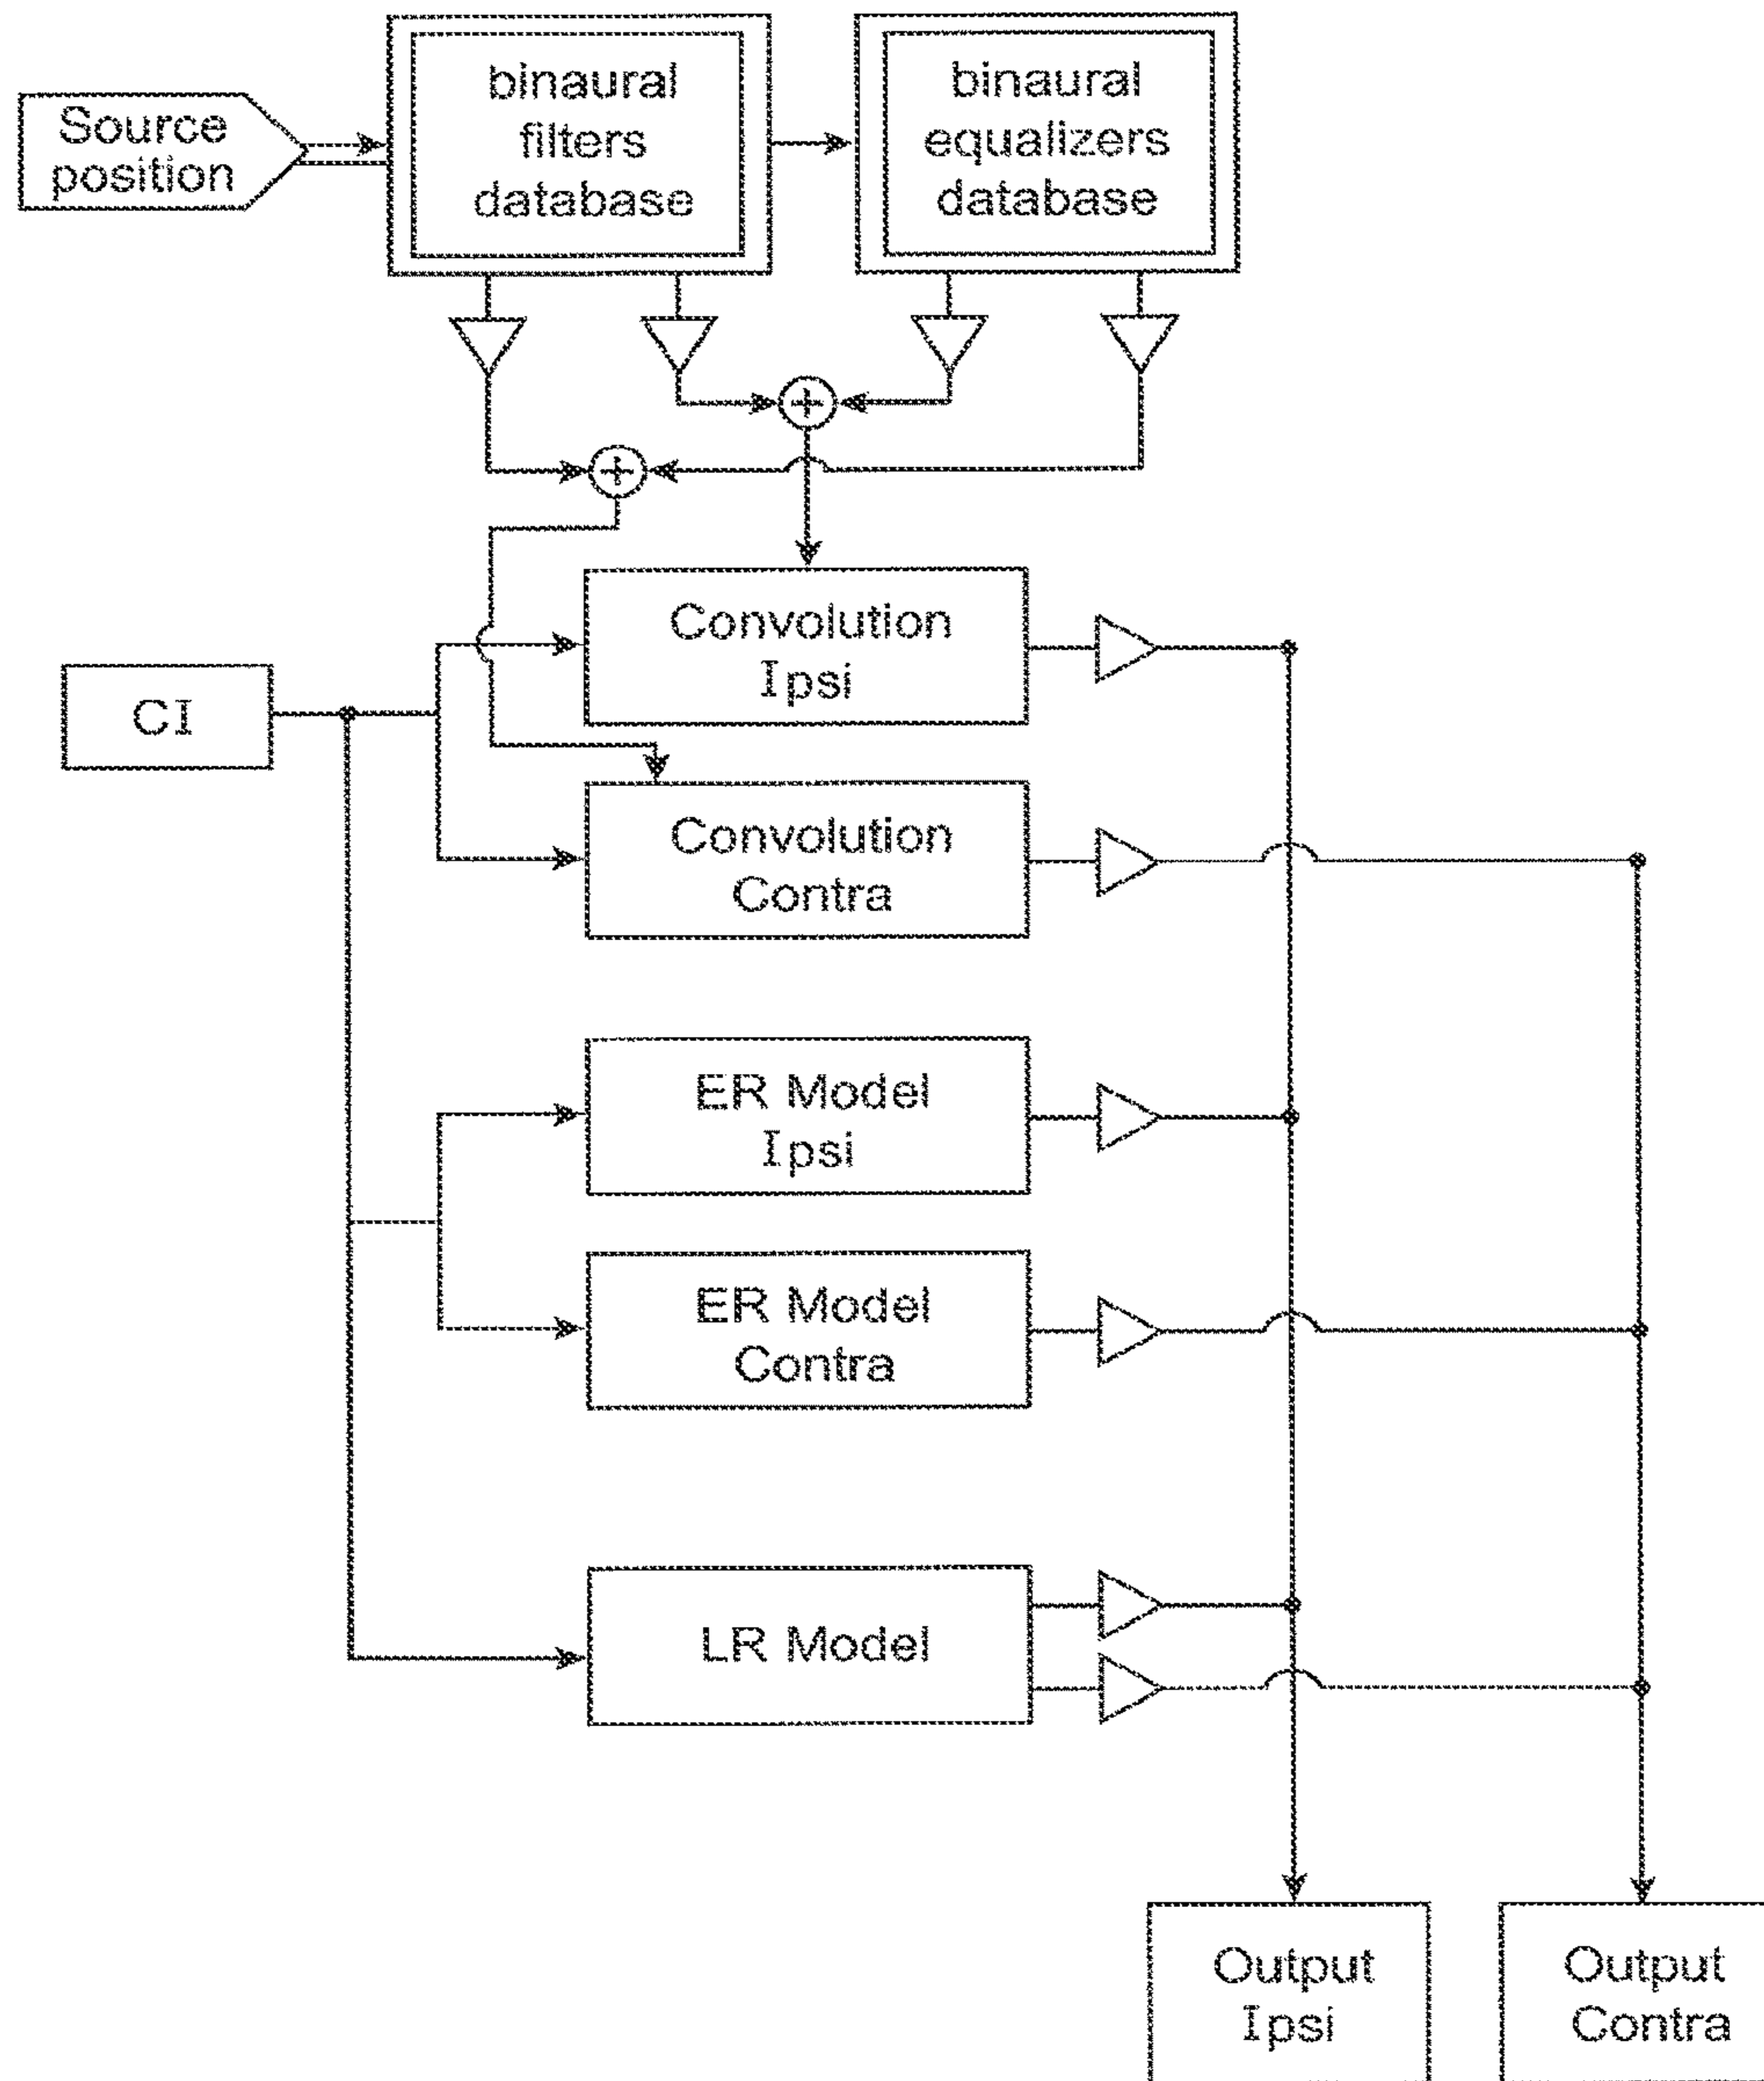 Source
position
binaural
filters
database
binaural
equalizers
database
Convolution
Ipsi
CI
Convolution
Contra
ER Model
Ipsi
ER Model
Contra
LR Model
Output
Ipsi
Output
Contra